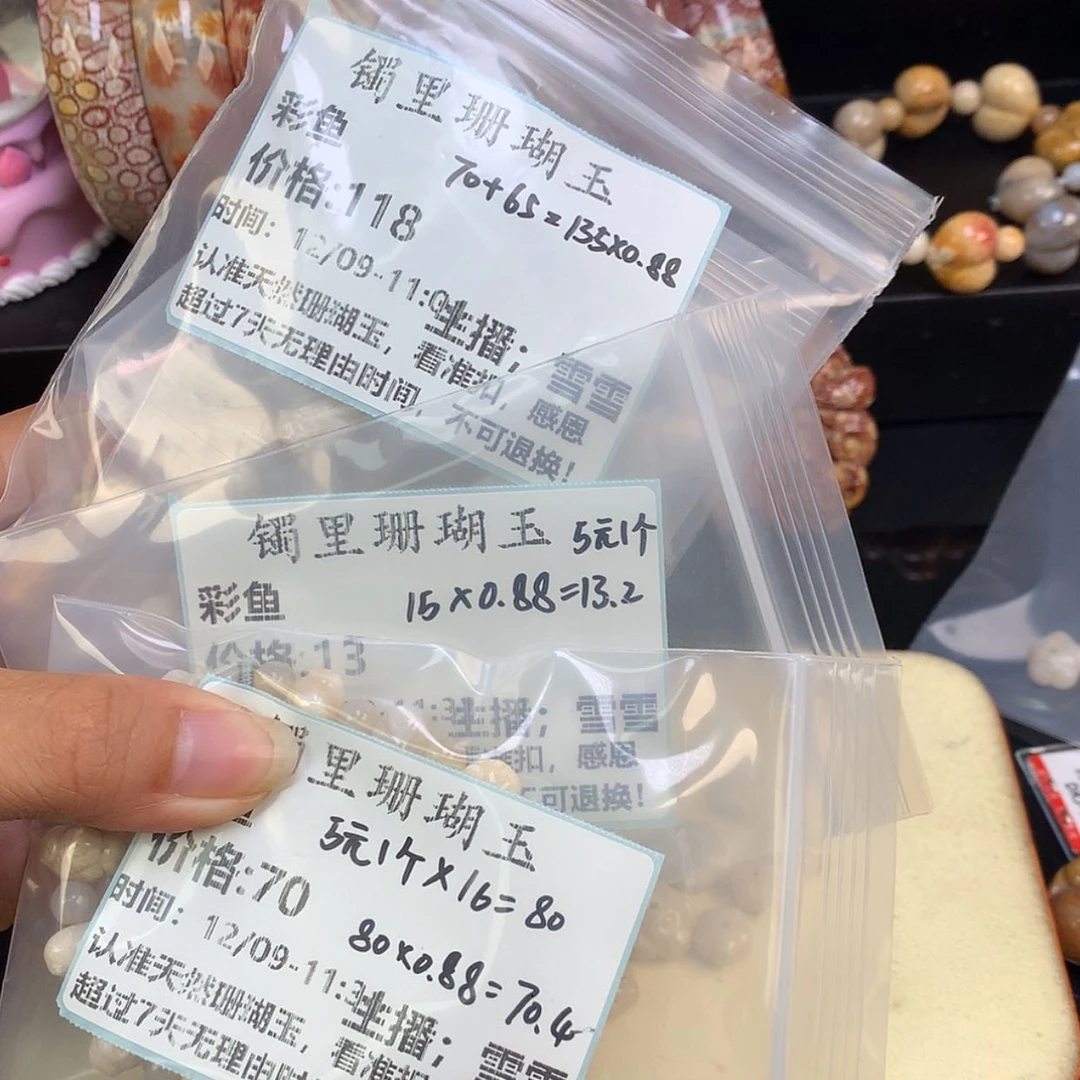 镯里珊瑚玉
彩鱼
70+65=135×0.88
价格:118
时间: 12/09-11:0
坐播; 雪雪
认准天然珊瑚玉, 看准扣, 感恩
超过7天无理由时间, 不可退换!
镯里珊瑚玉 5元1个
彩鱼
15×0.88=13.2
价格:13
11:3
坐播; 雪雪
准扣, 感恩
可退换!
里珊瑚玉
5元1个×16=80
价格:70
80×0.88=70.4
时间: 12/09-11:3
坐播; 雪雪
认准天然珊瑚玉, 看准扣
超过7天无理由时